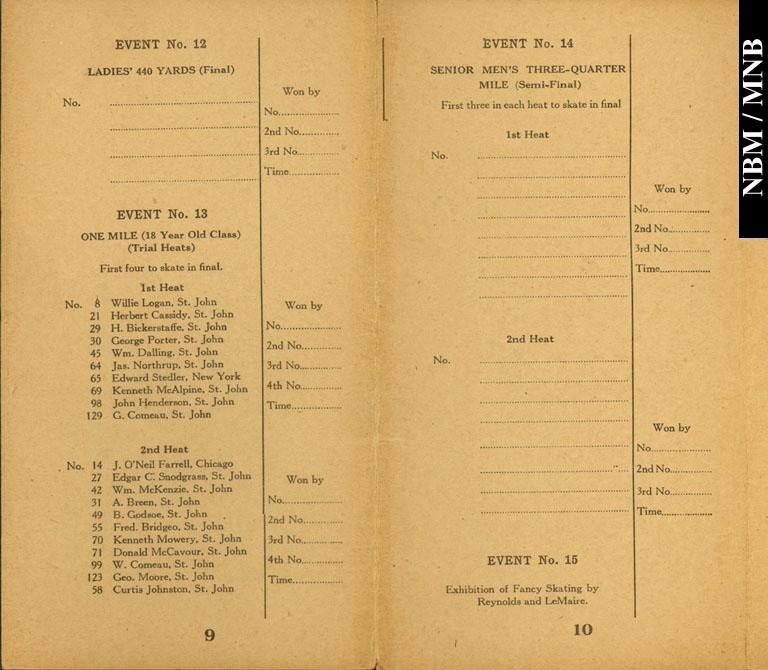 EVENT No. 12
LADIES' 440 YARDS (Final)
No.
Won by
No.
2nd No.
3rd No.
Time
EVENT No. 13
ONE MILE (18 Year Old Class)
(Trial Heats)
First four to skate in final.
1st Heat
No. 8 Willie Logan, St. John
21 Herbert Cassidy, St. John
29 H. Bickerstaffe, St. John
30 George Porter, St. John
45 Wm. Dalling, St. John
64 Jas. Northrup, St. John
65 Edward Stedler, New York
69 Kenneth McAlpine, St. John
98 John Henderson, St. John
129 G. Comeau, St. John
Won by
No.
2nd No.
3rd No.
4th No.
Time
2nd Heat
No. 14 J. O'Neil Farrell, Chicago
27 Edgar C. Snodgrass, St. John
42 Wm. McKenzie, St. John
31 A. Breen, St. John
49 B. Godsoe, St. John
55 Fred. Bridgeo, St. John
70 Kenneth Mowery, St. John
71 Donald McCavour, St. John
99 W. Comeau, St. John
123 Geo. Moore, St. John
58 Curtis Johnston, St. John
Won by
No.
2nd No.
3rd No.
4th No.
Time
9
EVENT No. 14
SENIOR MEN'S THREE-QUARTER
MILE (Semi-Final)
First three in each heat to skate in final
1st Heat
No.
Won by
No.
2nd No.
3rd No.
Time
2nd Heat
No.
Won by
No.
2nd No.
3rd No.
Time
EVENT No. 15
Exhibition of Fancy Skating by
Reynolds and LeMaire.
10
NBM / MNB